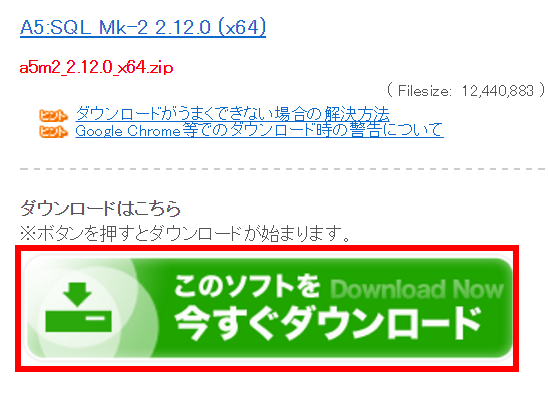 A5:SQL Mk-2 2.12.0 (x64)
a5m2_2.12.0_x64.zip
( Filesize: 12,440,883 )
ヒント ダウンロードがうまくできない場合の解決方法
ヒント Google Chrome等でのダウンロード時の警告について
ダウンロードはこちら
※ボタンを押すとダウンロードが始まります。
このソフトを Download Now
今すぐダウンロード